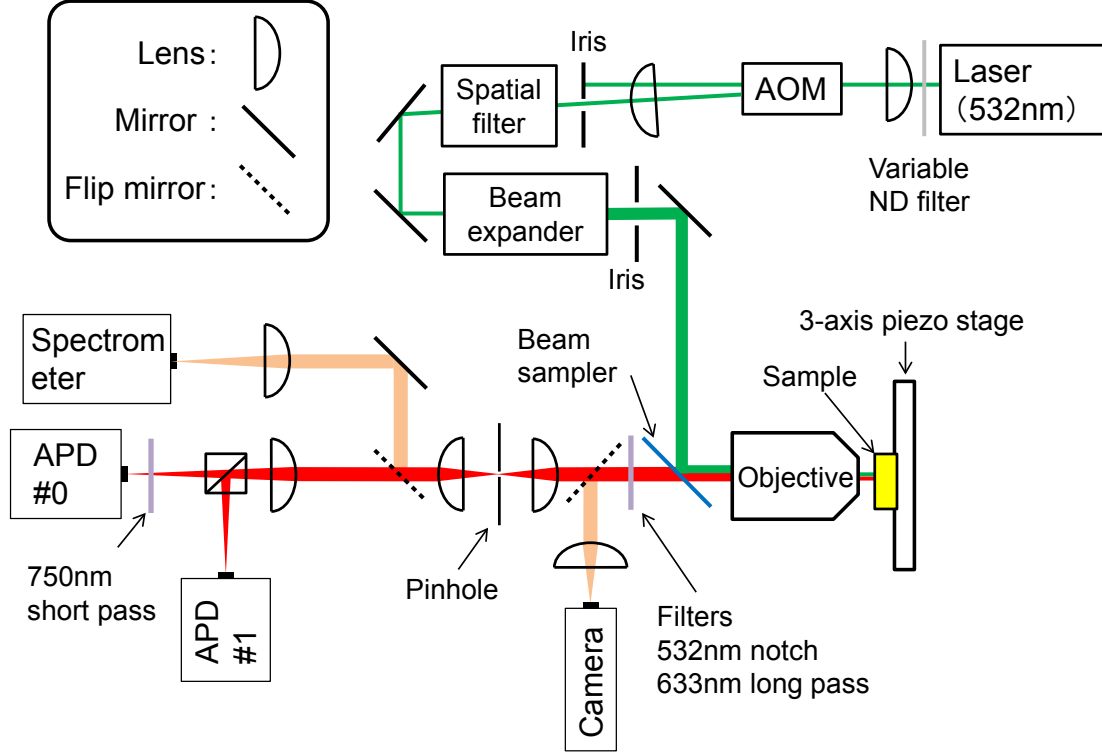 Lens :
Mirror :
Flip mirror :
Iris
Spatial
filter
AOM
Laser
(532nm)
Variable
ND filter
Beam
expander
Iris
3-axis piezo stage
Spectrom
eter
Beam
sampler
Sample
APD
#0
Objective
750nm
short pass
Pinhole
APD
#1
Camera
Filters
532nm notch
633nm long pass